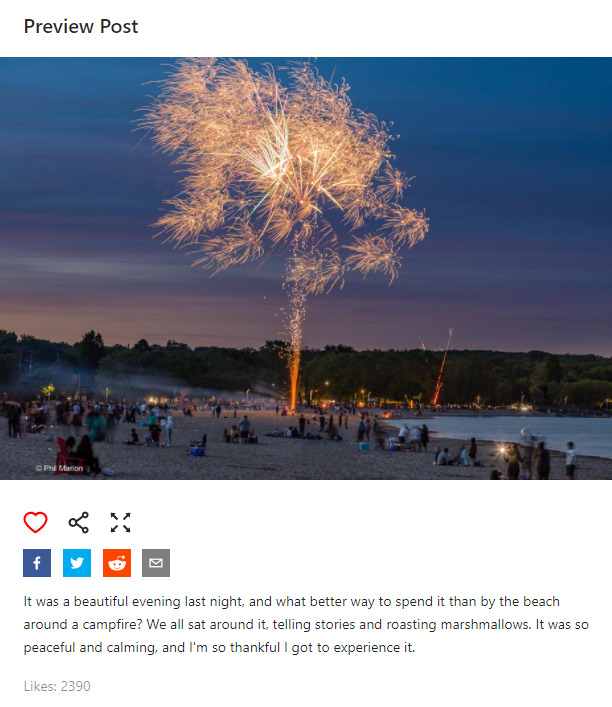 Preview Post
© Phil Marion
f
It was a beautiful evening last night, and what better way to spend it than by the beach
around a campfire? We all sat around it, telling stories and roasting marshmallows. It was so
peaceful and calming, and I'm so thankful I got to experience it.
Likes: 2390